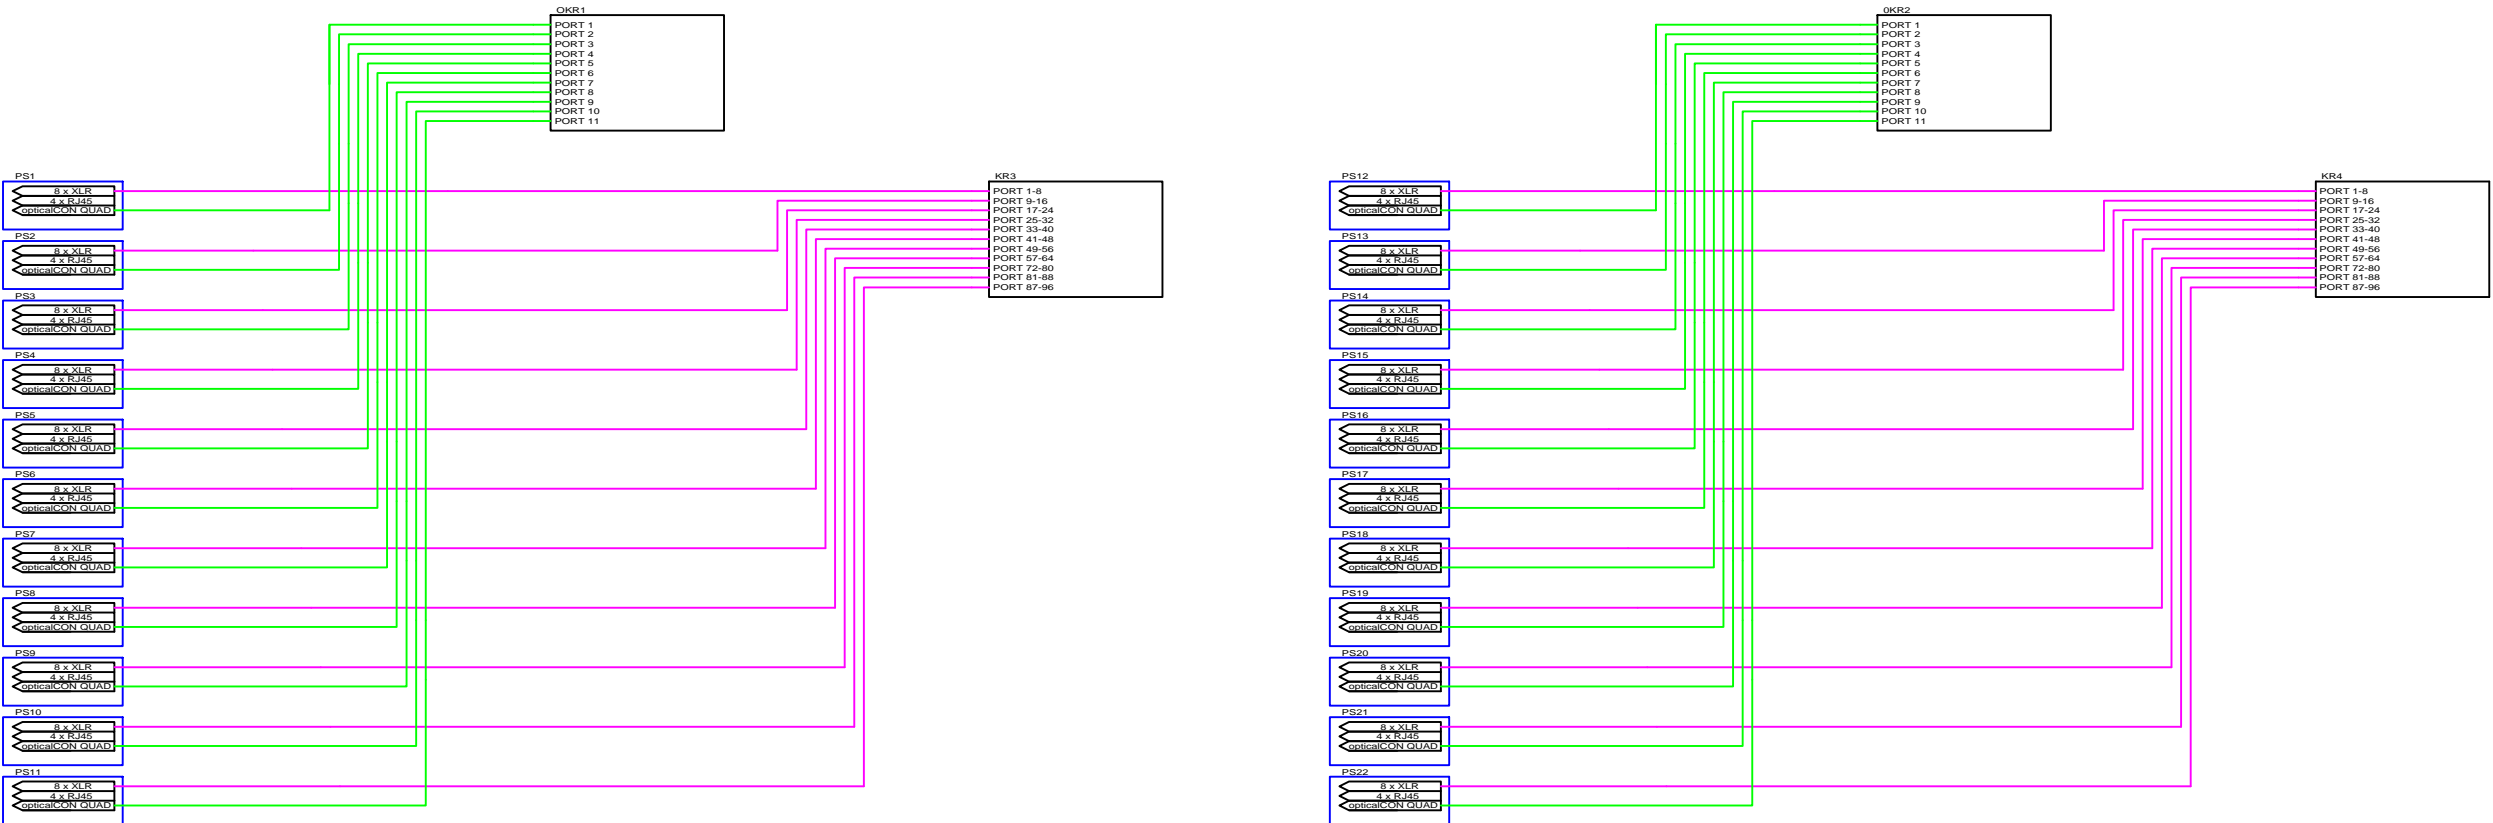 OKR1
PORT 1
PORT 2
PORT 3
PORT 4
PORT 5
PORT 6
PORT 7
PORT 8
PORT 9
PORT 10
PORT 11
PS1
8 x XLR
4 x RJ45
opticalCON QUAD
PS2
8 x XLR
4 x RJ45
opticalCON QUAD
PS3
8 x XLR
4 x RJ45
opticalCON QUAD
PS4
8 x XLR
4 x RJ45
opticalCON QUAD
PS5
8 x XLR
4 x RJ45
opticalCON QUAD
PS6
8 x XLR
4 x RJ45
opticalCON QUAD
PS7
8 x XLR
4 x RJ45
opticalCON QUAD
PS8
8 x XLR
4 x RJ45
opticalCON QUAD
PS9
8 x XLR
4 x RJ45
opticalCON QUAD
PS10
8 x XLR
4 x RJ45
opticalCON QUAD
PS11
8 x XLR
4 x RJ45
opticalCON QUAD
KR3
PORT 1-8
PORT 9-16
PORT 17-24
PORT 25-32
PORT 33-40
PORT 41-48
PORT 49-56
PORT 57-64
PORT 72-80
PORT 81-88
PORT 87-96
0KR2
PORT 1
PORT 2
PORT 3
PORT 4
PORT 5
PORT 6
PORT 7
PORT 8
PORT 9
PORT 10
PORT 11
PS12
8 x XLR
4 x RJ45
opticalCON QUAD
PS13
8 x XLR
4 x RJ45
opticalCON QUAD
PS14
8 x XLR
4 x RJ45
opticalCON QUAD
PS15
8 x XLR
4 x RJ45
opticalCON QUAD
PS16
8 x XLR
4 x RJ45
opticalCON QUAD
PS17
8 x XLR
4 x RJ45
opticalCON QUAD
PS18
8 x XLR
4 x RJ45
opticalCON QUAD
PS19
8 x XLR
4 x RJ45
opticalCON QUAD
PS20
8 x XLR
4 x RJ45
opticalCON QUAD
PS21
8 x XLR
4 x RJ45
opticalCON QUAD
PS22
8 x XLR
4 x RJ45
opticalCON QUAD
KR4
PORT 1-8
PORT 9-16
PORT 17-24
PORT 25-32
PORT 33-40
PORT 41-48
PORT 49-56
PORT 57-64
PORT 72-80
PORT 81-88
PORT 87-96